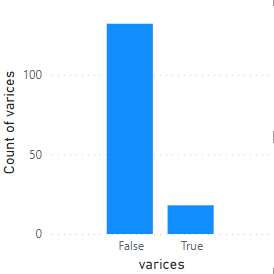 Count of varices
100
50
0
False True
varices